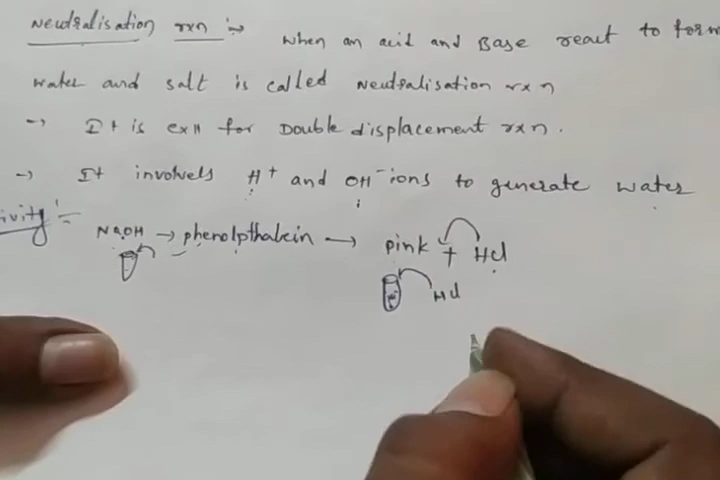 Neutralisation rxn :- When an acid and Base react to form
water and salt is called Neutralisation rxn
→ It is ex11 for Double displacement rxn.
→ It involves H+ and OH- ions to generate water
ivity :-
NaOH → phenolpthalein → pink + HCl
HCl